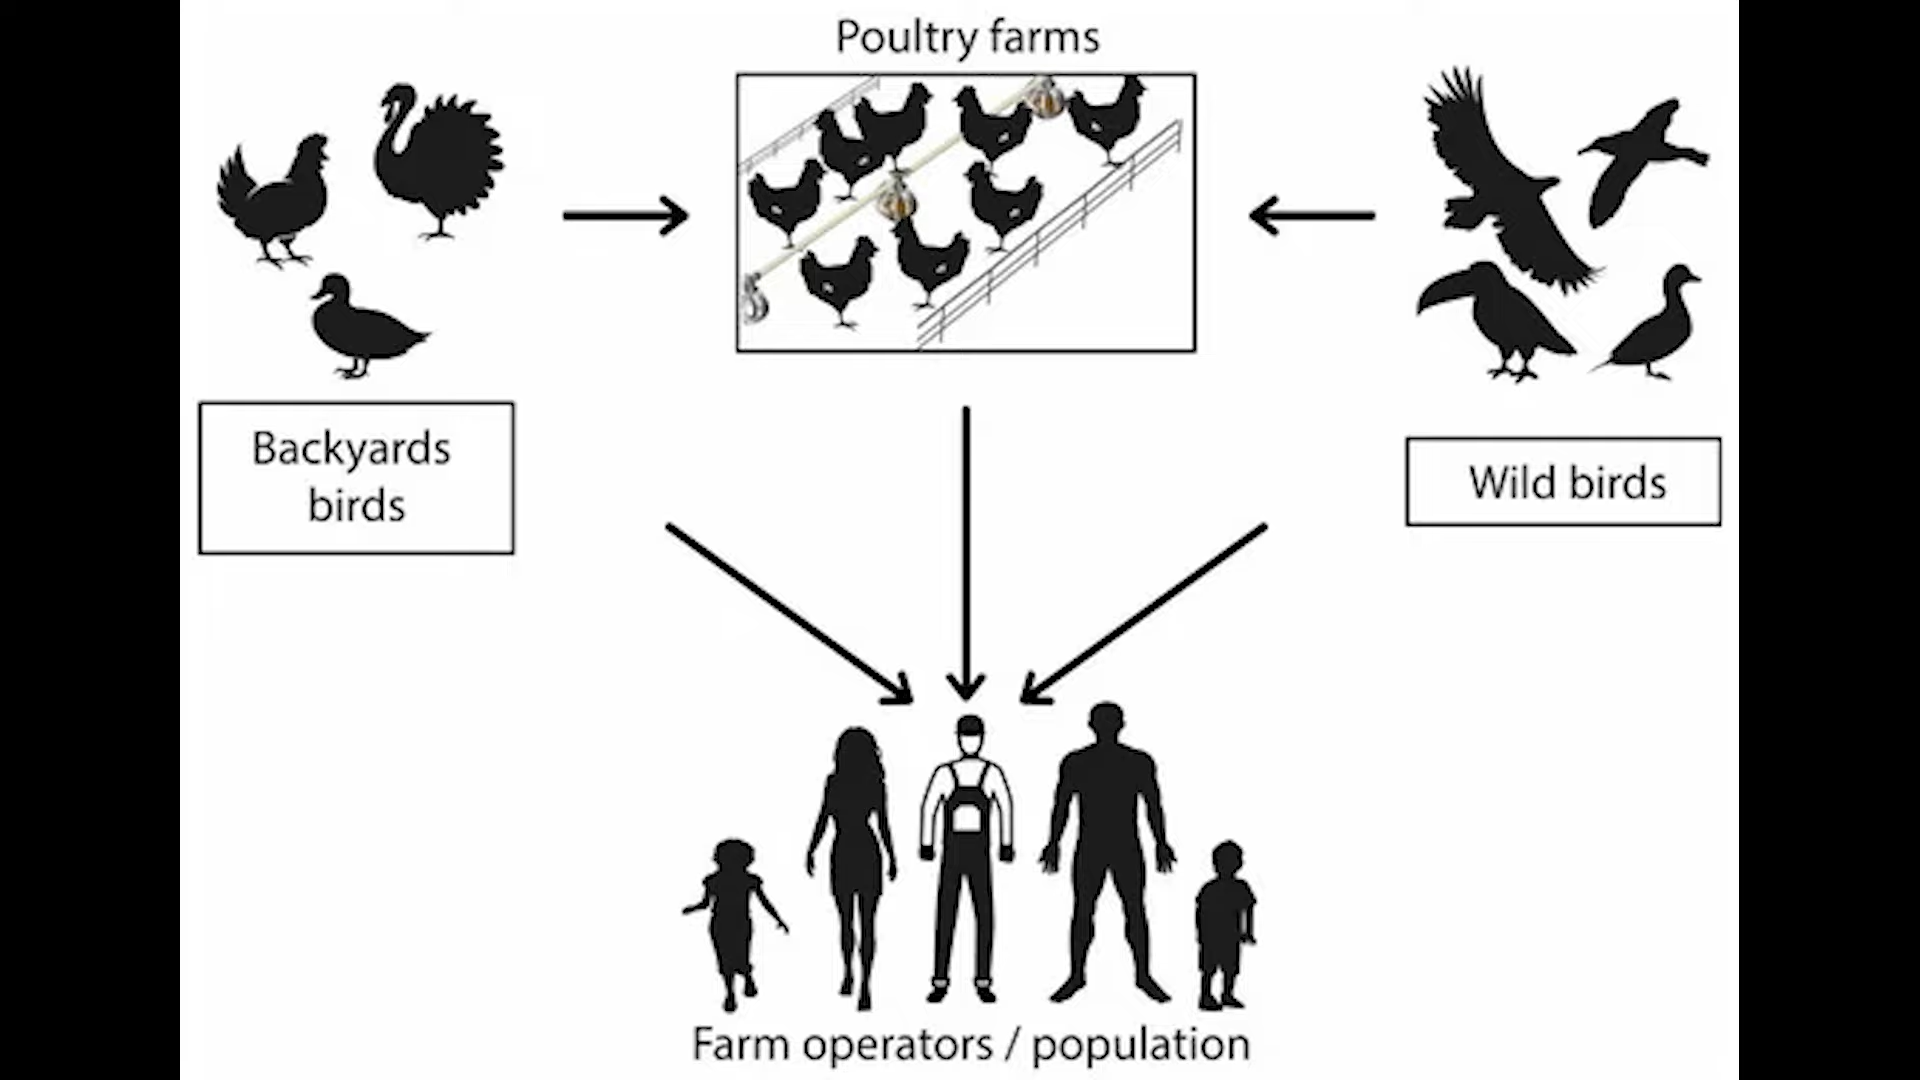 Poultry farms
Backyards
birds
Wild birds
Farm operators / population